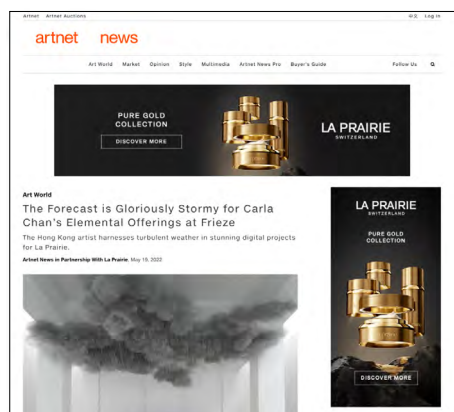 Artnet Artnet Auctions 中文 Log In
artnet news
Art World Market Opinion Style Multimedia Artnet News Pro Buyer's Guide Follow Us
PURE GOLD
COLLECTION
DISCOVER MORE
LA PRAIRIE
SWITZERLAND
Art World
The Forecast is Gloriously Stormy for Carla
Chan's Elemental Offerings at Frieze
The Hong Kong artist harnesses turbulent weather in stunning digital projects
for La Prairie.
Artnet News in Partnership With La Prairie, May 19, 2022
LA PRAIRIE
SWITZERLAND
PURE GOLD
COLLECTION
DISCOVER MORE